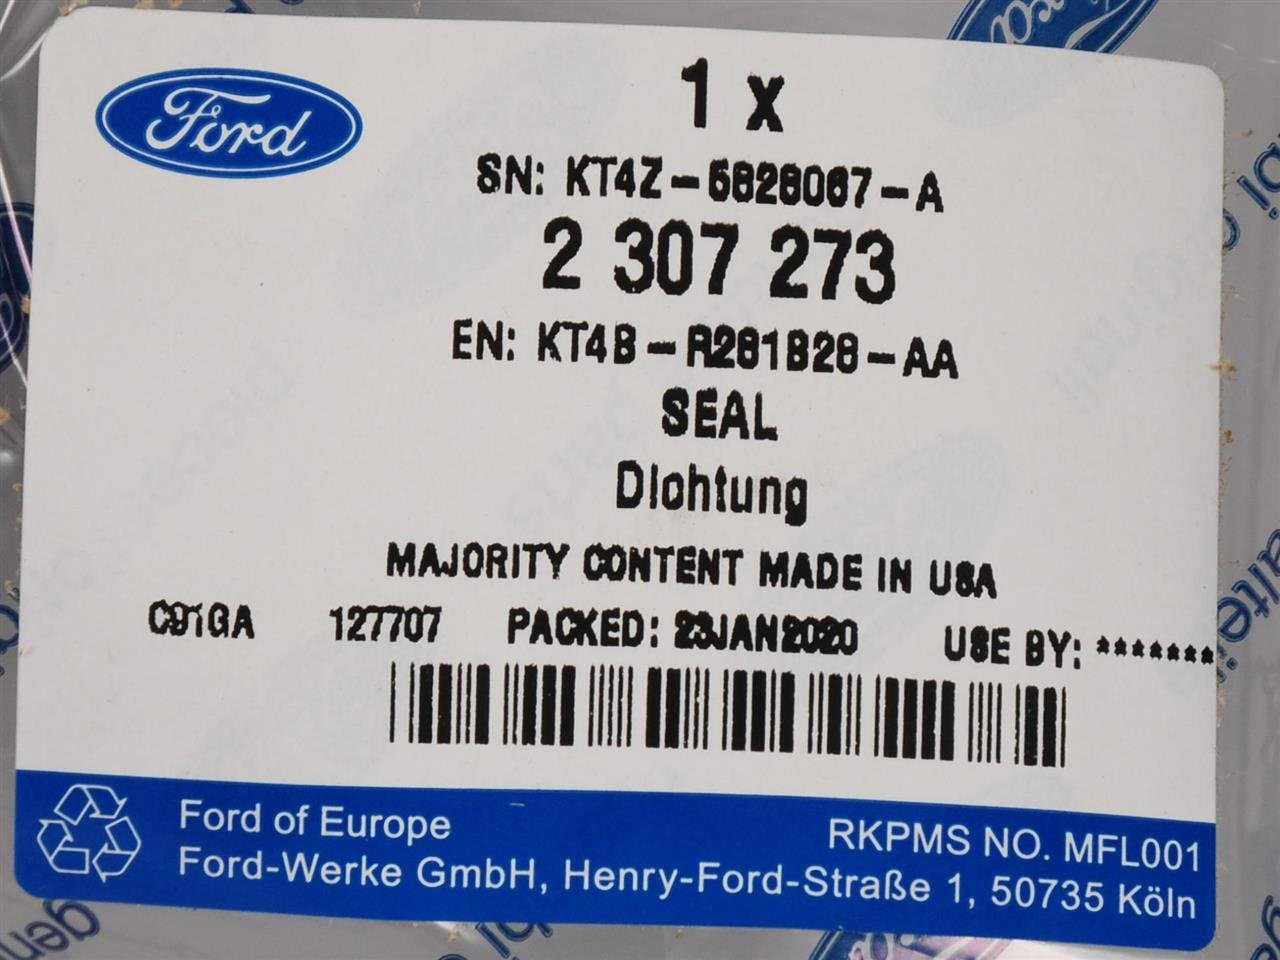 Ford
1 x
SN: KT4Z-5828067-A
2 307 273
EN: KT4B-R261B28-AA
SEAL
Dichtung
MAJORITY CONTENT MADE IN USA
C91GA 127707 PACKED: 23JAN2020 USE BY: *******
Ford of Europe
RKPMS NO. MFL001
Ford-Werke GmbH, Henry-Ford-Straße 1, 50735 Köln